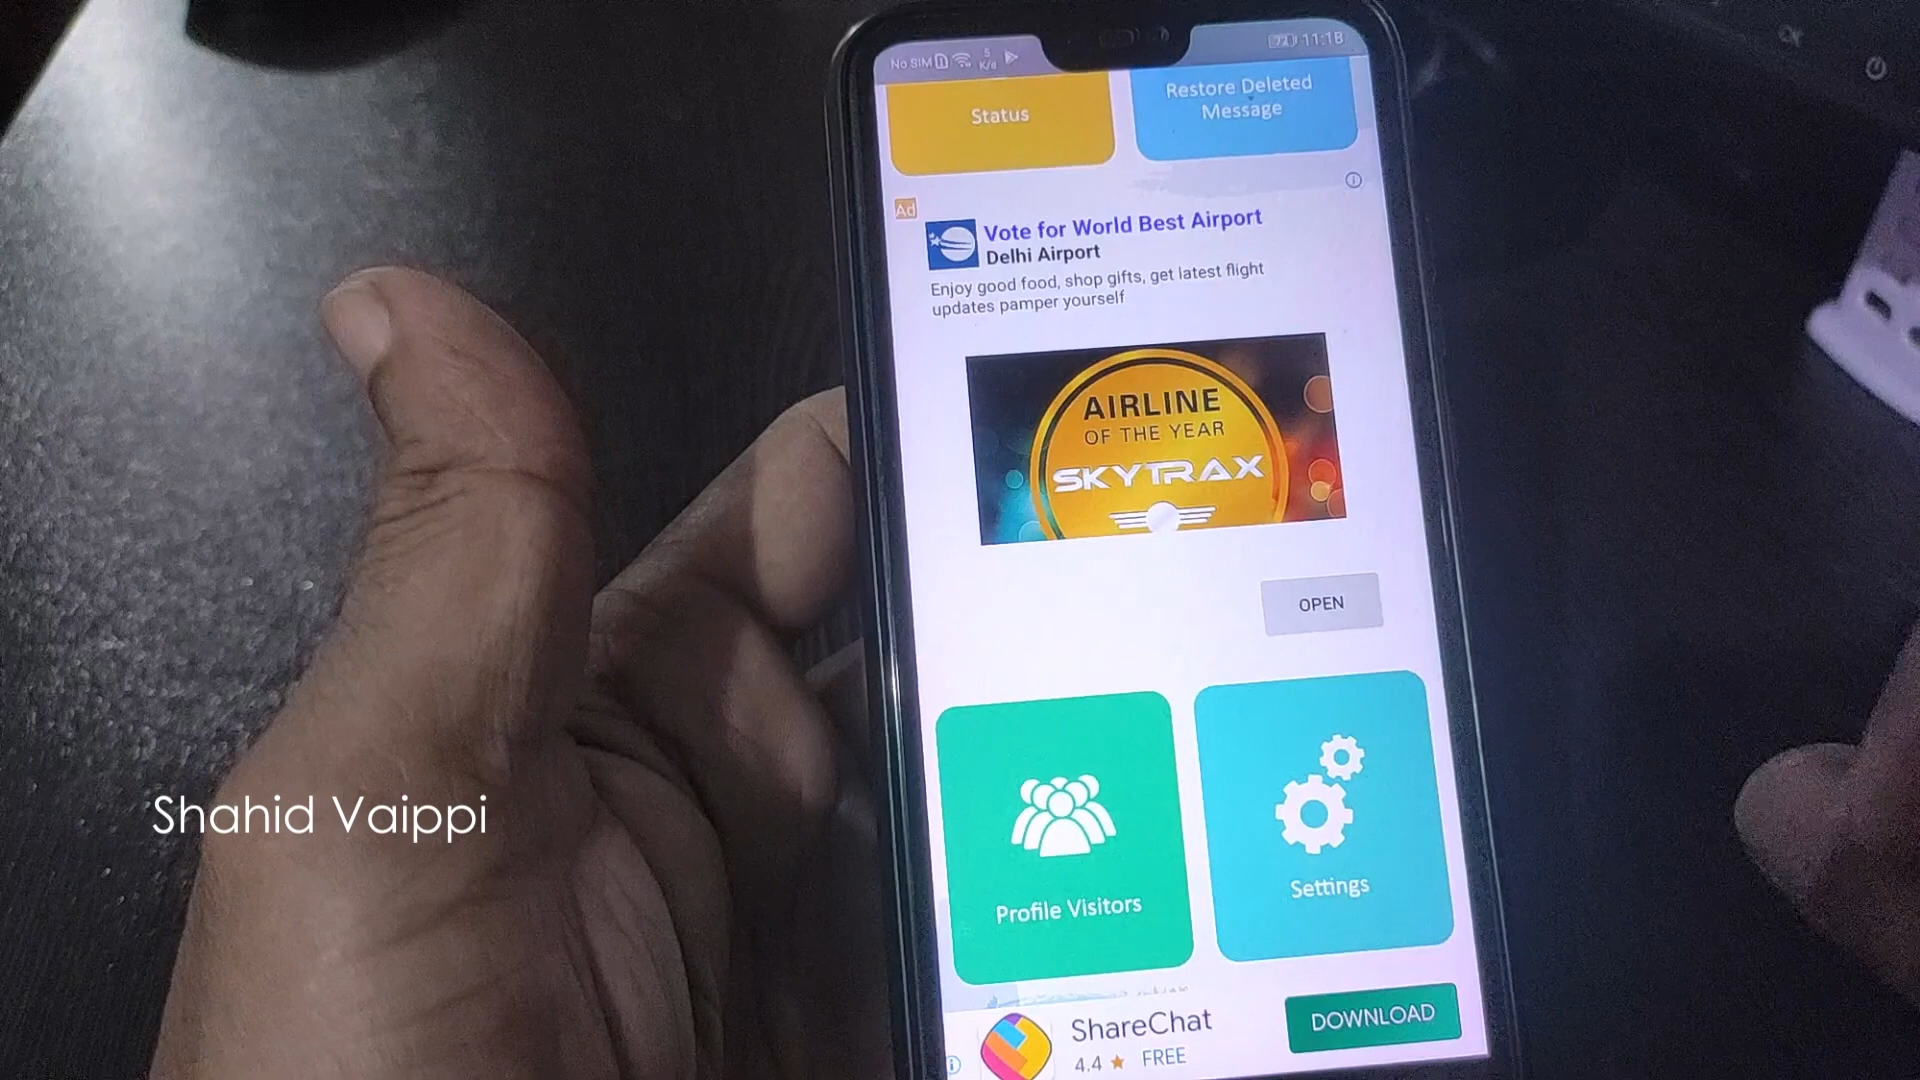 No SIM
5
K/s
72
11:18
Status
Restore Deleted
Message
Ad
Vote for World Best Airport
Delhi Airport
Enjoy good food, shop gifts, get latest flight
updates pamper yourself
AIRLINE
OF THE YEAR
SKYTRAX
OPEN
Profile Visitors
Settings
Shahid Vaippi
ShareChat
4.4 ★ FREE
DOWNLOAD